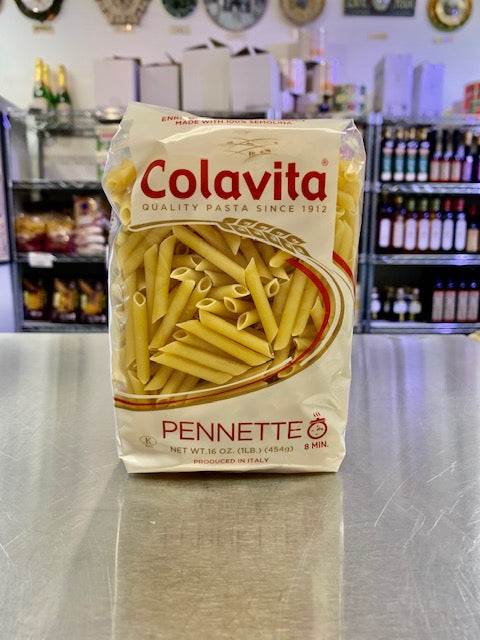 MADE WITH 100% SEMOLINA
Colavita®
QUALITY PASTA SINCE 1912
PENNETTE
8 MIN.
K
NET WT.16 OZ. (1LB.) (454g)
PRODUCED IN ITALY